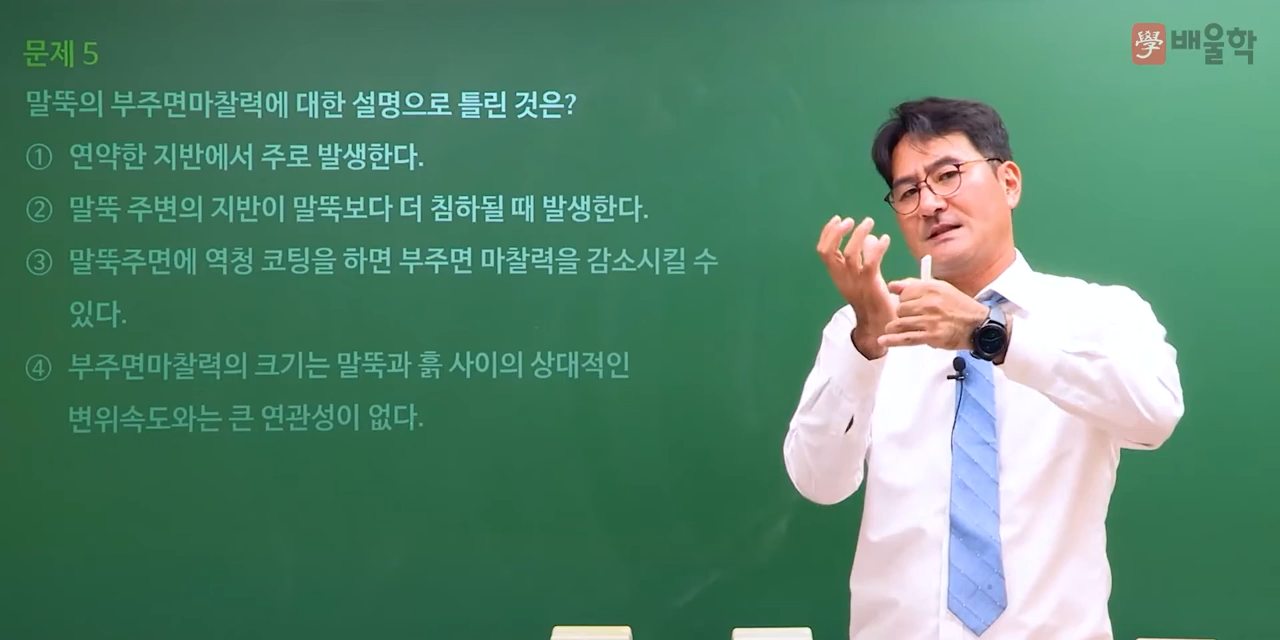 문제 5
學 배울학
말뚝의 부주면마찰력에 대한 설명으로 틀린 것은?
① 연약한 지반에서 주로 발생한다.
② 말뚝 주변의 지반이 말뚝보다 더 침하될 때 발생한다.
③ 말뚝주면에 역청 코팅을 하면 부주면 마찰력을 감소시킬 수
있다.
④ 부주면마찰력의 크기는 말뚝과 흙 사이의 상대적인
변위속도와는 큰 연관성이 없다.